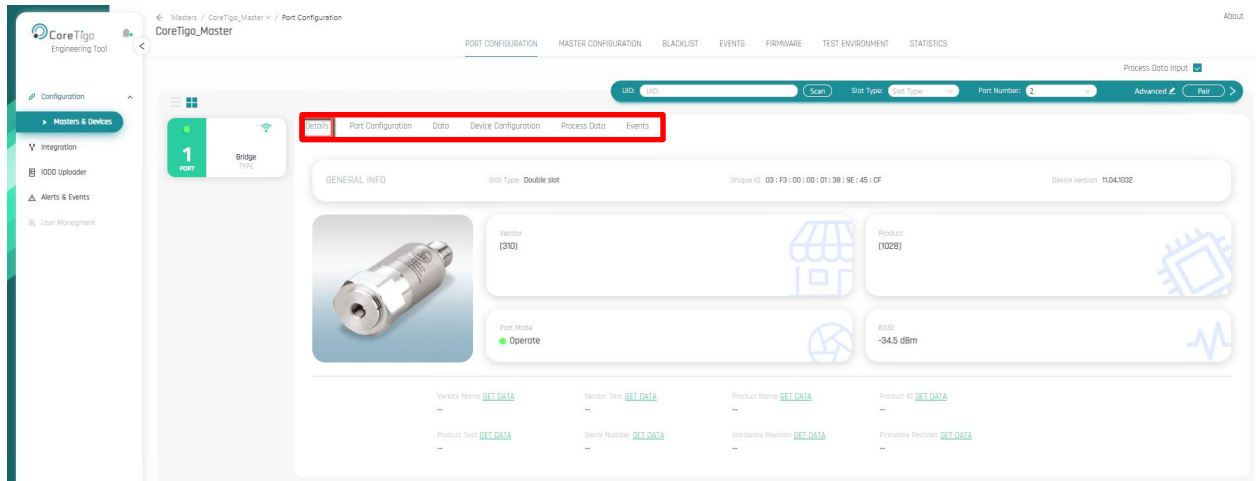 CoreTigo
Engineering Tool
Configuration
Masters & Devices
Integration
IODD Uploader
Alerts & Events
User Managment
Masters / CoreTigo_Master / Port Configuration
CoreTigo_Master
About
PORT CONFIGURATION MASTER CONFIGURATION BLACKLIST EVENTS FIRMWARE TEST ENVIRONMENT STATISTICS
Process Data Input
UID: UID Scan Slot Type: Slot Type Port Number: 2 Advanced Pair
1
PORT
Bridge
TYPE
Details Port Configuration Data Device Configuration Process Data Events
GENERAL INFO Slot Type Double slot Unique ID 03 : F3 : 00 : 00 : 01 : 38 : 9E : 45 : CF Device version 11.04.1032
Vendor
(310)
Product
(1028)
Port Mode
Operate
RSSI
-34.5 dBm
Vendor Name GET DATA Vendor Text GET DATA Product Name GET DATA Product ID GET DATA
-- -- -- --
Product Text GET DATA Serial Number GET DATA Hardware Revision GET DATA Firmware Revision GET DATA
-- -- -- --